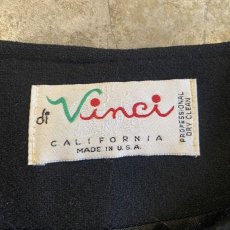 di Vinci
CALIFORNIA
MADE IN U.S.A.
PROFESSIONAL
DRY CLEAN